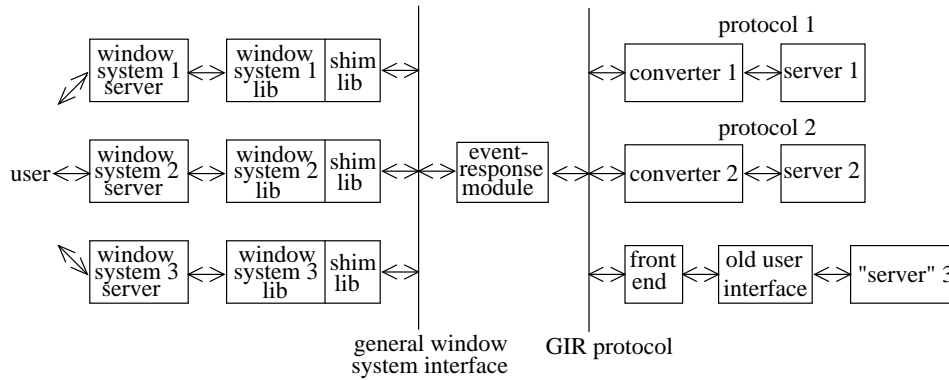 protocol 1
window
system 1
server
window
system 1
lib
shim
lib
converter 1
server 1
protocol 2
user
window
system 2
server
window
system 2
lib
shim
lib
event-
response
module
converter 2
server 2
window
system 3
server
window
system 3
lib
shim
lib
front
end
old user
interface
"server" 3
general window
system interface
GIR protocol